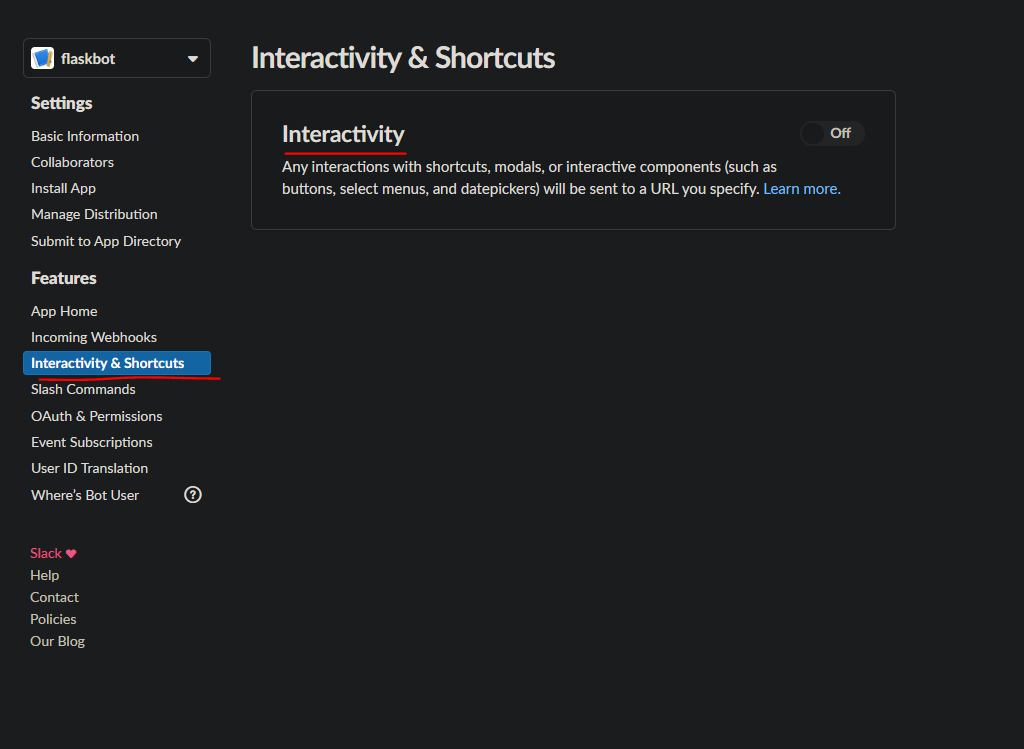 flaskbot
Settings
Basic Information
Collaborators
Install App
Manage Distribution
Submit to App Directory
Features
App Home
Incoming Webhooks
Interactivity & Shortcuts
Slash Commands
OAuth & Permissions
Event Subscriptions
User ID Translation
Where's Bot User
?
Slack ♥
Help
Contact
Policies
Our Blog
Interactivity & Shortcuts
Interactivity
Off
Any interactions with shortcuts, modals, or interactive components (such as
buttons, select menus, and datepickers) will be sent to a URL you specify. Learn more.